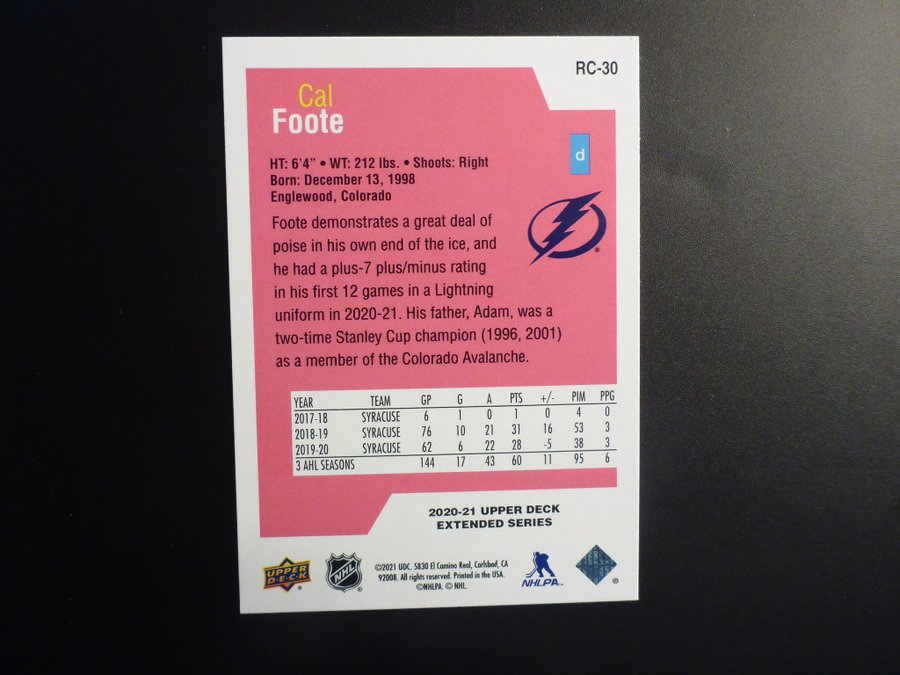 RC-30
Cal
Foote
d
HT: 6'4" • WT: 212 lbs. • Shoots: Right
Born: December 13, 1998
Englewood, Colorado
Foote demonstrates a great deal of
poise in his own end of the ice, and
he had a plus-7 plus/minus rating
in his first 12 games in a Lightning
uniform in 2020-21. His father, Adam, was a
two-time Stanley Cup champion (1996, 2001)
as a member of the Colorado Avalanche.
YEAR TEAM GP G A PTS +/- PIM PPG
2017-18 SYRACUSE 6 1 0 1 0 4 0
2018-19 SYRACUSE 76 10 21 31 16 53 3
2019-20 SYRACUSE 62 6 22 28 -5 38 3
3 AHL SEASONS 144 17 43 60 11 95 6
2020-21 UPPER DECK
EXTENDED SERIES
UPPER DECK
NHL
©2021 UDC. 5830 El Camino Real, Carlsbad, CA
92008. All rights reserved. Printed in the USA.
©NHLPA. © NHL.
NHLPA